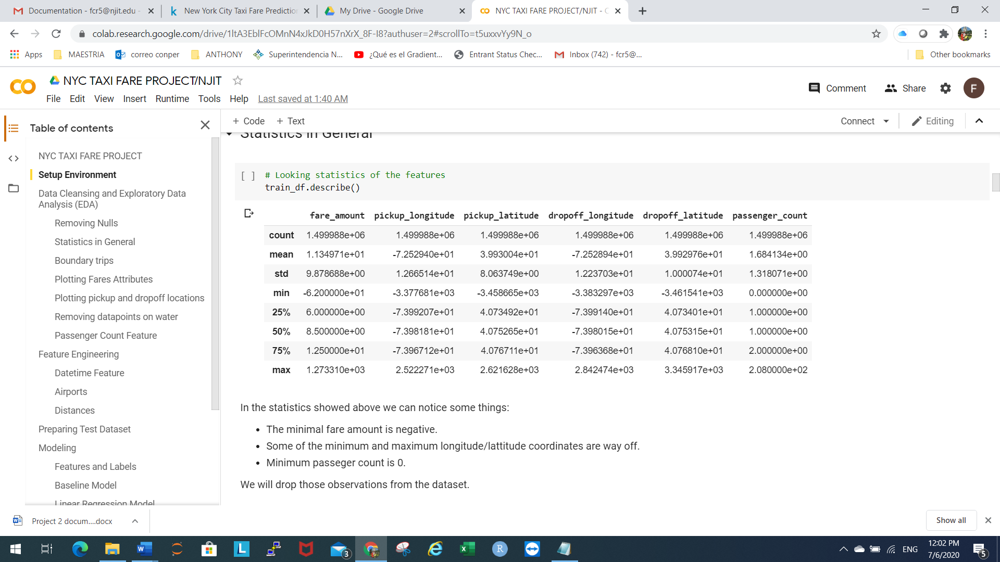 Documentation - fcr5@njit.edu -
New York City Taxi Fare Prediction
My Drive - Google Drive
NYC TAXI FARE PROJECT/NJIT - C
colab.research.google.com/drive/1ltA3EblFcOMnN4xJkD0H57nXrX_8F-I8?authuser=2#scrollTo=t5uxxvYy9N_o
Apps MAESTRIA correo conper ANTHONY Superintendencia N... ¿Qué es el Gradient... Entrant Status Chec... Inbox (742) - fcr5@... Other bookmarks
NYC TAXI FARE PROJECT/NJIT
Comment Share F
File Edit View Insert Runtime Tools Help Last saved at 1:40 AM
Table of contents
+ Code + Text Connect Editing
NYC TAXI FARE PROJECT
Setup Environment
Data Cleansing and Exploratory Data
Analysis (EDA)
Removing Nulls
Statistics in General
Boundary trips
Plotting Fares Attributes
Plotting pickup and dropoff locations
Removing datapoints on water
Passenger Count Feature
Feature Engineering
Datetime Feature
Airports
Distances
Preparing Test Dataset
Modeling
Features and Labels
Baseline Model
Linear Regression Model
Statistics in General
[ ] # Looking statistics of the features
train_df.describe()
fare_amount pickup_longitude pickup_latitude dropoff_longitude dropoff_latitude passenger_count
count 1.499988e+06 1.499988e+06 1.499988e+06 1.499988e+06 1.499988e+06 1.499988e+06
mean 1.134971e+01 -7.252940e+01 3.993004e+01 -7.252894e+01 3.992976e+01 1.684134e+00
std 9.878688e+00 1.266514e+01 8.063749e+00 1.223703e+01 1.000074e+01 1.318071e+00
min -6.200000e+01 -3.377681e+03 -3.458665e+03 -3.383297e+03 -3.461541e+03 0.000000e+00
25% 6.000000e+00 -7.399207e+01 4.073492e+01 -7.399140e+01 4.073401e+01 1.000000e+00
50% 8.500000e+00 -7.398181e+01 4.075265e+01 -7.398015e+01 4.075315e+01 1.000000e+00
75% 1.250000e+01 -7.396712e+01 4.076711e+01 -7.396368e+01 4.076810e+01 2.000000e+00
max 1.273310e+03 2.522271e+03 2.621628e+03 2.842474e+03 3.345917e+03 2.080000e+02
In the statistics showed above we can notice some things:
• The minimal fare amount is negative.
• Some of the minimum and maximum longitude/lattitude coordinates are way off.
• Minimum passeger count is 0.
We will drop those observations from the dataset.
Project 2 docum....docx
Show all
3
ENG
12:02 PM
7/6/2020
5